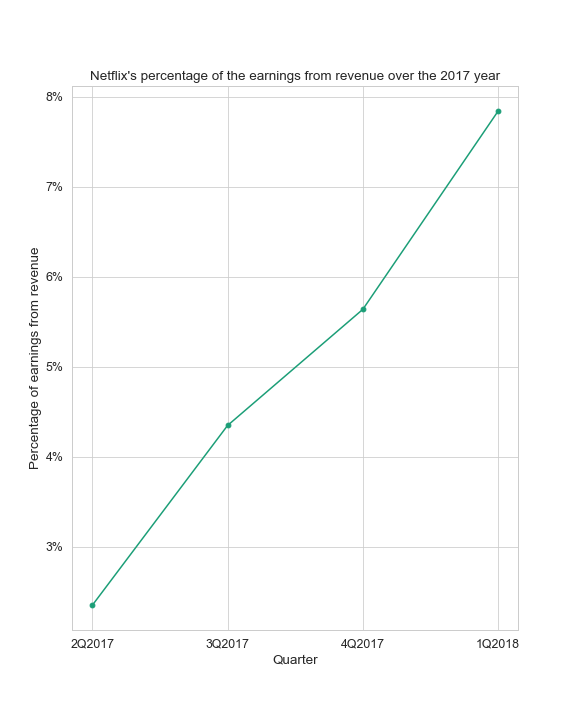 Netflix's percentage of the earnings from revenue over the 2017 year
8%
7%
6%
5%
4%
3%
Percentage of earnings from revenue
2Q2017 3Q2017 4Q2017 1Q2018
Quarter